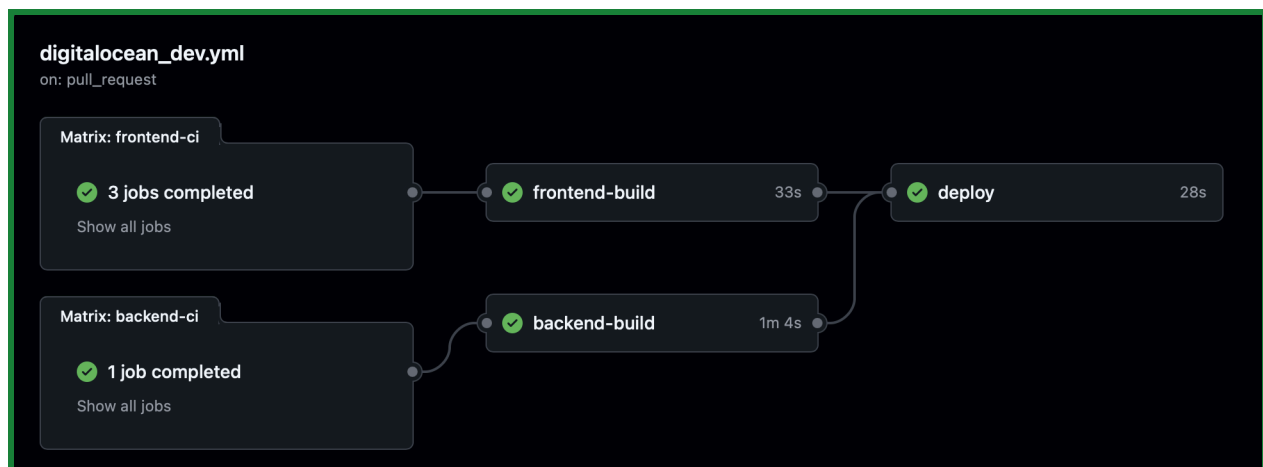 digitalocean_dev.yml
on: pull_request
Matrix: frontend-ci
3 jobs completed
Show all jobs
frontend-build 33s
deploy 28s
Matrix: backend-ci
1 job completed
Show all jobs
backend-build 1m 4s